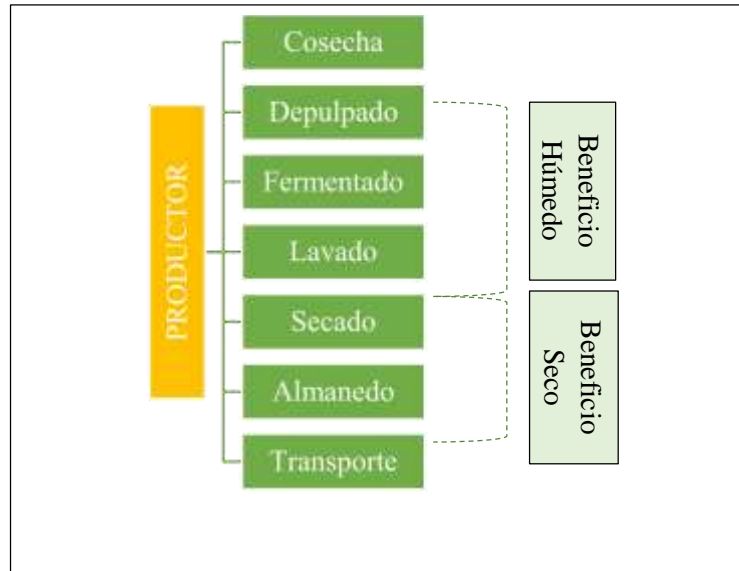 PRODUCTOR
Cosecha
Depulpado
Fermentado
Lavado
Secado
Almanedo
Transporte
Beneficio
Húmedo
Beneficio
Seco